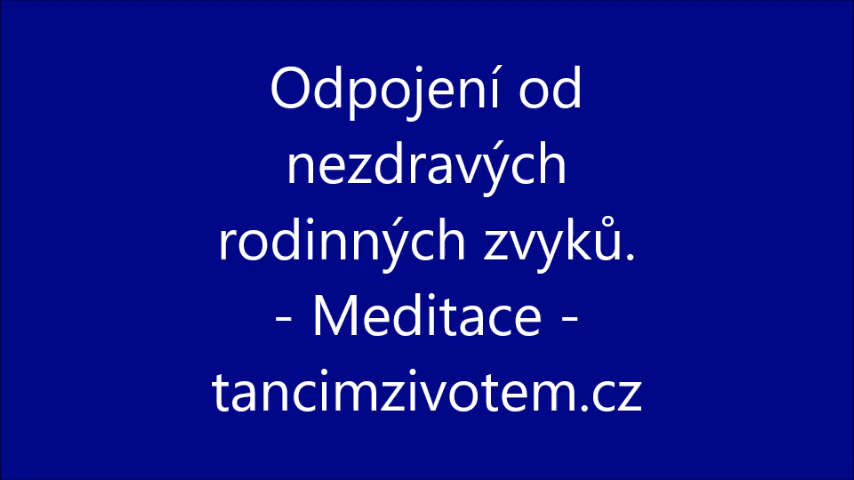 Odpojení od
nezdravých
rodinných zvyků.
- Meditace -
tancimzivotem.cz